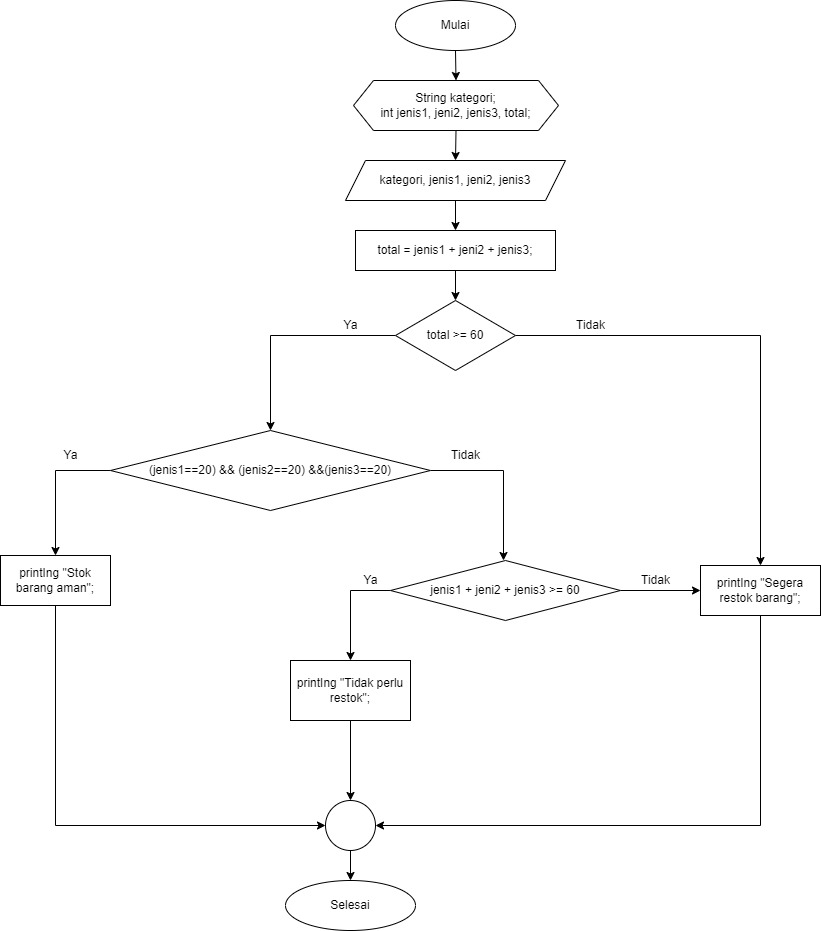 Mulai
String kategori;
int jenis1, jeni2, jenis3, total;
kategori, jenis1, jeni2, jenis3
total = jenis1 + jeni2 + jenis3;
total >= 60
Ya
Tidak
(jenis1==20) && (jenis2==20) &&(jenis3==20)
Ya
Tidak
printlng "Stok
barang aman";
jenis1 + jeni2 + jenis3 >= 60
Ya
Tidak
printlng "Segera
restok barang";
printlng "Tidak perlu
restok";
Selesai